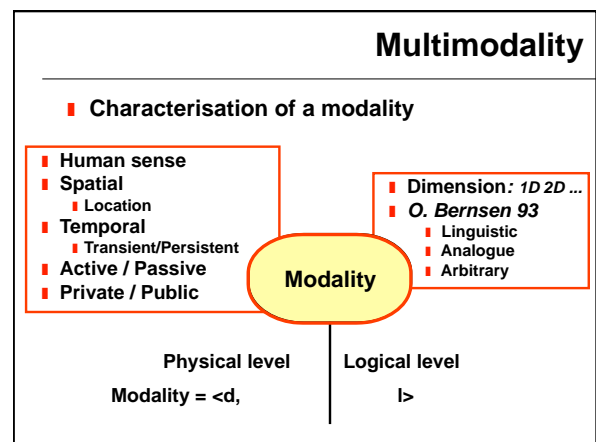 Multimodality
Characterisation of a modality
Human sense
Spatial
Location
Temporal
Transient/Persistent
Active / Passive
Private / Public
Dimension: 1D 2D ...
O. Bernsen 93
Linguistic
Analogue
Arbitrary
Modality
Physical level
Logical level
Modality = <d,
l>